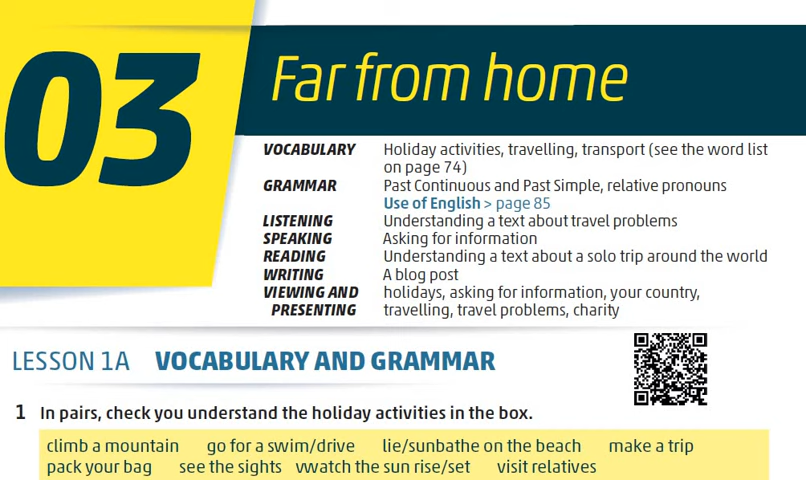 03
Far from home
VOCABULARY Holiday activities, travelling, transport (see the word list
on page 74)
GRAMMAR Past Continuous and Past Simple, relative pronouns
Use of English > page 85
LISTENING Understanding a text about travel problems
SPEAKING Asking for information
READING Understanding a text about a solo trip around the world
WRITING A blog post
VIEWING AND holidays, asking for information, your country,
PRESENTING travelling, travel problems, charity
LESSON 1A VOCABULARY AND GRAMMAR
1 In pairs, check you understand the holiday activities in the box.
climb a mountain go for a swim/drive lie/sunbathe on the beach make a trip
pack your bag see the sights watch the sun rise/set visit relatives